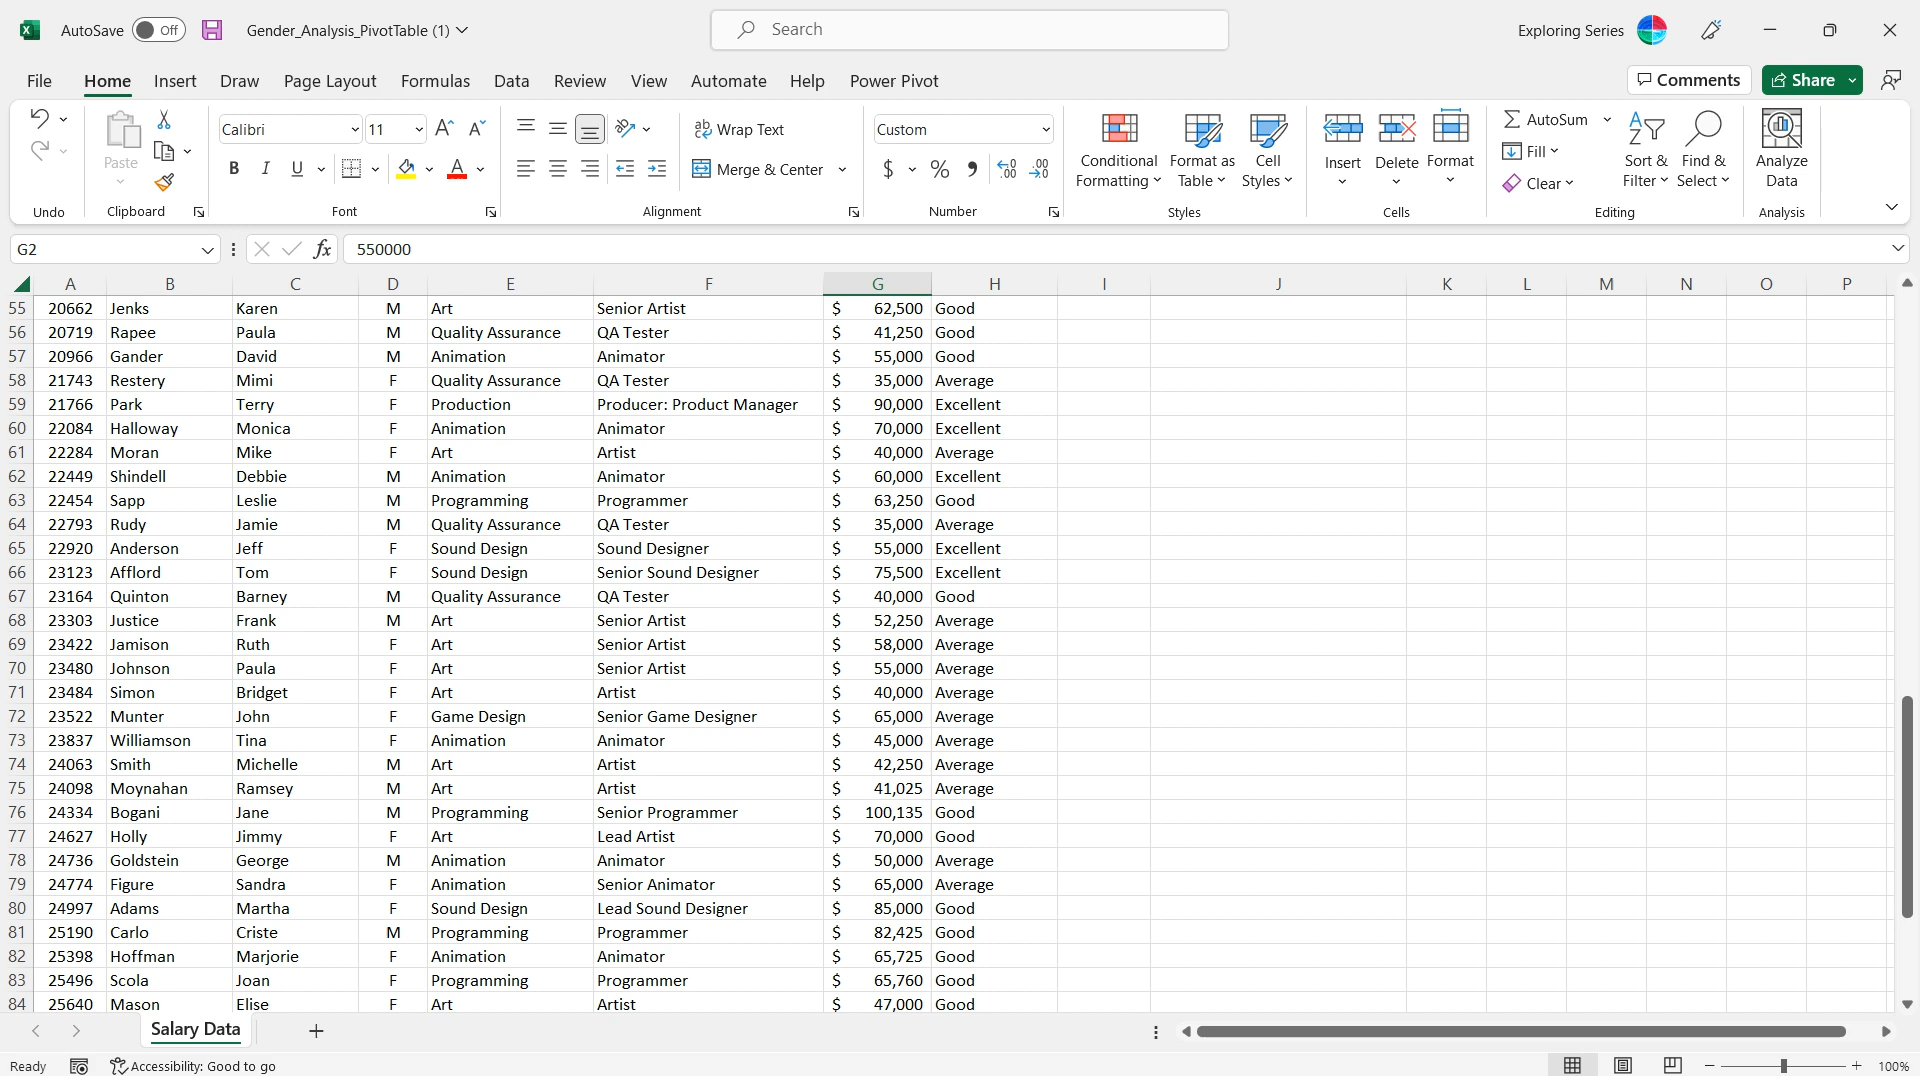 AutoSave Off Gender_Analysis_PivotTable (1) Search Exploring Series
File Home Insert Draw Page Layout Formulas Data Review View Automate Help Power Pivot Comments Share
Calibri 11 Wrap Text Custom AutoSum
Paste Conditional Formatting Format as Table Cell Styles Insert Delete Format Fill Sort & Filter Find & Select Analyze Data
B I U Merge & Center $ % Clear
Undo Clipboard Font Alignment Number Styles Cells Editing Analysis
G2 fx 550000
A B C D E F G H I J K L M N O P
55 20662 Jenks Karen M Art Senior Artist $ 62,500 Good
56 20719 Rapee Paula M Quality Assurance QA Tester $ 41,250 Good
57 20966 Gander David M Animation Animator $ 55,000 Good
58 21743 Restery Mimi F Quality Assurance QA Tester $ 35,000 Average
59 21766 Park Terry F Production Producer: Product Manager $ 90,000 Excellent
60 22084 Halloway Monica F Animation Animator $ 70,000 Excellent
61 22284 Moran Mike F Art Artist $ 40,000 Average
62 22449 Shindell Debbie M Animation Animator $ 60,000 Excellent
63 22454 Sapp Leslie M Programming Programmer $ 63,250 Good
64 22793 Rudy Jamie M Quality Assurance QA Tester $ 35,000 Average
65 22920 Anderson Jeff F Sound Design Sound Designer $ 55,000 Excellent
66 23123 Afflord Tom F Sound Design Senior Sound Designer $ 75,500 Excellent
67 23164 Quinton Barney M Quality Assurance QA Tester $ 40,000 Good
68 23303 Justice Frank M Art Senior Artist $ 52,250 Average
69 23422 Jamison Ruth F Art Senior Artist $ 58,000 Average
70 23480 Johnson Paula F Art Senior Artist $ 55,000 Average
71 23484 Simon Bridget F Art Artist $ 40,000 Average
72 23522 Munter John F Game Design Senior Game Designer $ 65,000 Average
73 23837 Williamson Tina F Animation Animator $ 45,000 Average
74 24063 Smith Michelle M Art Artist $ 42,250 Average
75 24098 Moynahan Ramsey M Art Artist $ 41,025 Average
76 24334 Bogani Jane M Programming Senior Programmer $ 100,135 Good
77 24627 Holly Jimmy F Art Lead Artist $ 70,000 Good
78 24736 Goldstein George M Animation Animator $ 50,000 Average
79 24774 Figure Sandra F Animation Senior Animator $ 65,000 Average
80 24997 Adams Martha F Sound Design Lead Sound Designer $ 85,000 Good
81 25190 Carlo Criste M Programming Programmer $ 82,425 Good
82 25398 Hoffman Marjorie F Animation Animator $ 65,725 Good
83 25496 Scola Joan F Programming Programmer $ 65,760 Good
84 25640 Mason Elise F Art Artist $ 47,000 Good
Salary Data
Ready Accessibility: Good to go 100%